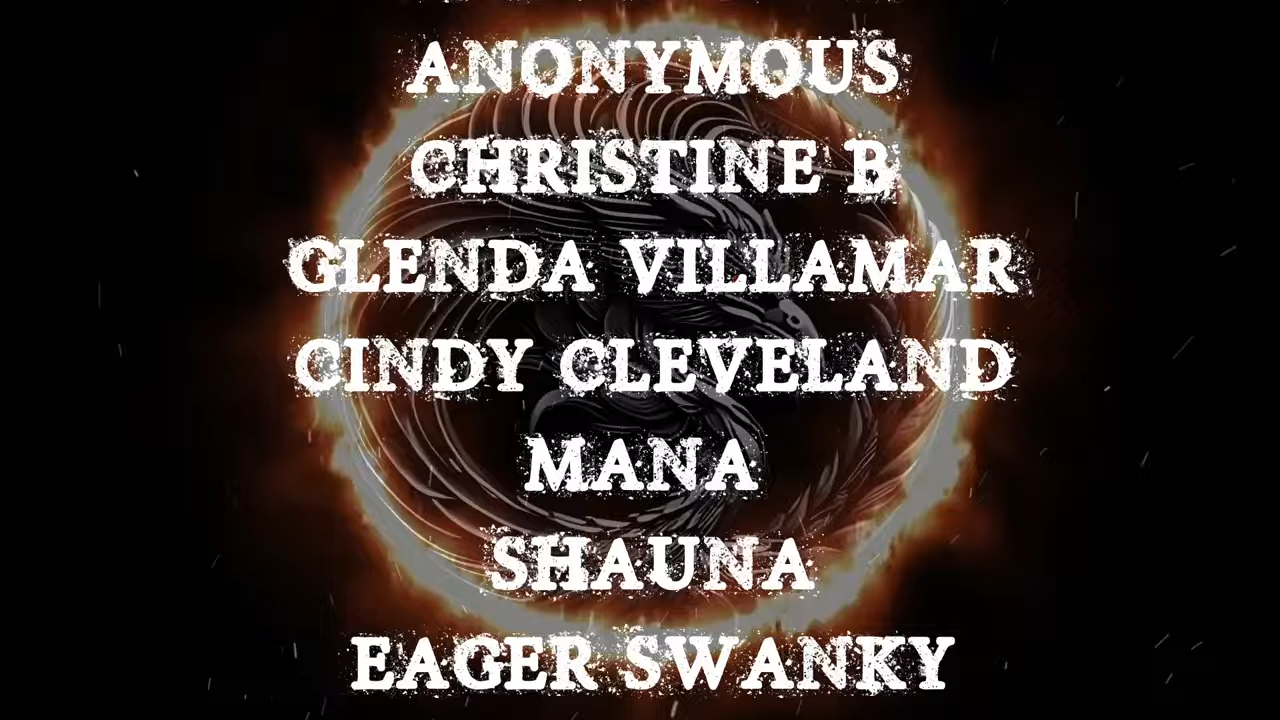 ANONYMOUS
CHRISTINE B
GLENDA VILLAMAR
CINDY CLEVELAND
MANA
SHAUNA
EAGER SWANKY